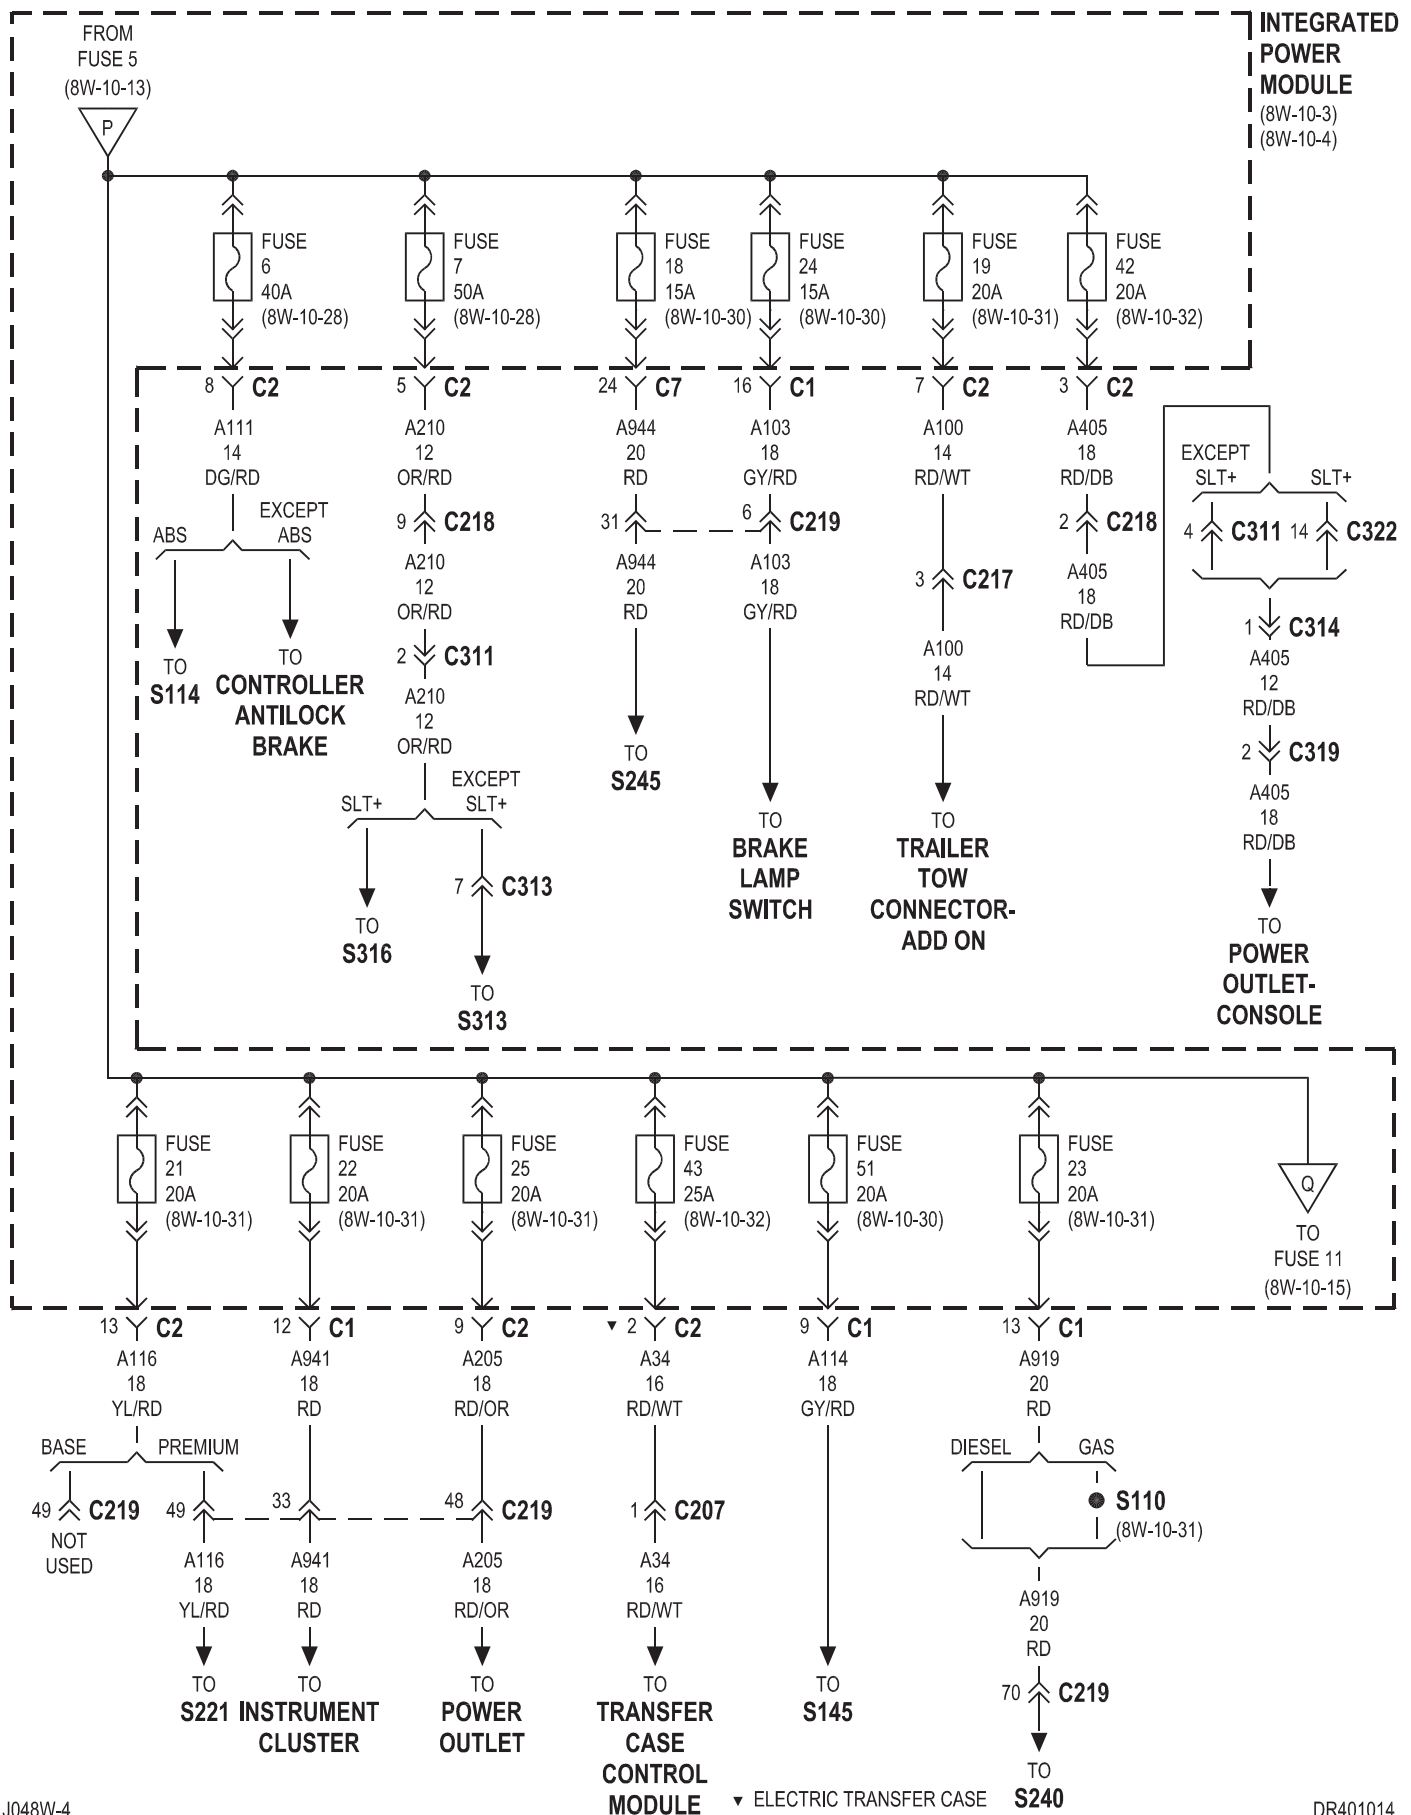 FROM
FUSE 5
(8W-10-13)
P
INTEGRATED
POWER
MODULE
(8W-10-3)
(8W-10-4)
FUSE
6
40A
(8W-10-28)
FUSE
7
50A
(8W-10-28)
FUSE
18
15A
(8W-10-30)
FUSE
24
15A
(8W-10-30)
FUSE
19
20A
(8W-10-31)
FUSE
42
20A
(8W-10-32)
8 C2
A111
14
DG/RD
ABS
EXCEPT
ABS
TO
S114
TO
CONTROLLER
ANTILOCK
BRAKE
5 C2
A210
12
OR/RD
9 C218
A210
12
OR/RD
2 C311
A210
12
OR/RD
SLT+
EXCEPT
SLT+
TO
S316
7 C313
TO
S313
24 C7
A944
20
RD
31
A944
20
RD
TO
S245
16 C1
A103
18
GY/RD
6 C219
A103
18
GY/RD
TO
BRAKE
LAMP
SWITCH
7 C2
A100
14
RD/WT
3 C217
A100
14
RD/WT
TO
TRAILER
TOW
CONNECTOR-
ADD ON
3 C2
A405
18
RD/DB
2 C218
A405
18
RD/DB
EXCEPT
SLT+
SLT+
4 C311
14 C322
1 C314
A405
12
RD/DB
2 C319
A405
18
RD/DB
TO
POWER
OUTLET-
CONSOLE
FUSE
21
20A
(8W-10-31)
FUSE
22
20A
(8W-10-31)
FUSE
25
20A
(8W-10-31)
FUSE
43
25A
(8W-10-32)
FUSE
51
20A
(8W-10-30)
FUSE
23
20A
(8W-10-31)
Q
TO
FUSE 11
(8W-10-15)
13 C2
A116
18
YL/RD
BASE
PREMIUM
49 C219
NOT
USED
49
A116
18
YL/RD
TO
S221
12 C1
A941
18
RD
33
A941
18
RD
TO
INSTRUMENT
CLUSTER
9 C2
A205
18
RD/OR
48 C219
A205
18
RD/OR
TO
POWER
OUTLET
▼ 2 C2
A34
16
RD/WT
1 C207
A34
16
RD/WT
TO
TRANSFER
CASE
CONTROL
MODULE
9 C1
A114
18
GY/RD
TO
S145
13 C1
A919
20
RD
DIESEL
GAS
S110
(8W-10-31)
A919
20
RD
70 C219
TO
S240
▼ ELECTRIC TRANSFER CASE
J048W-4
DR401014